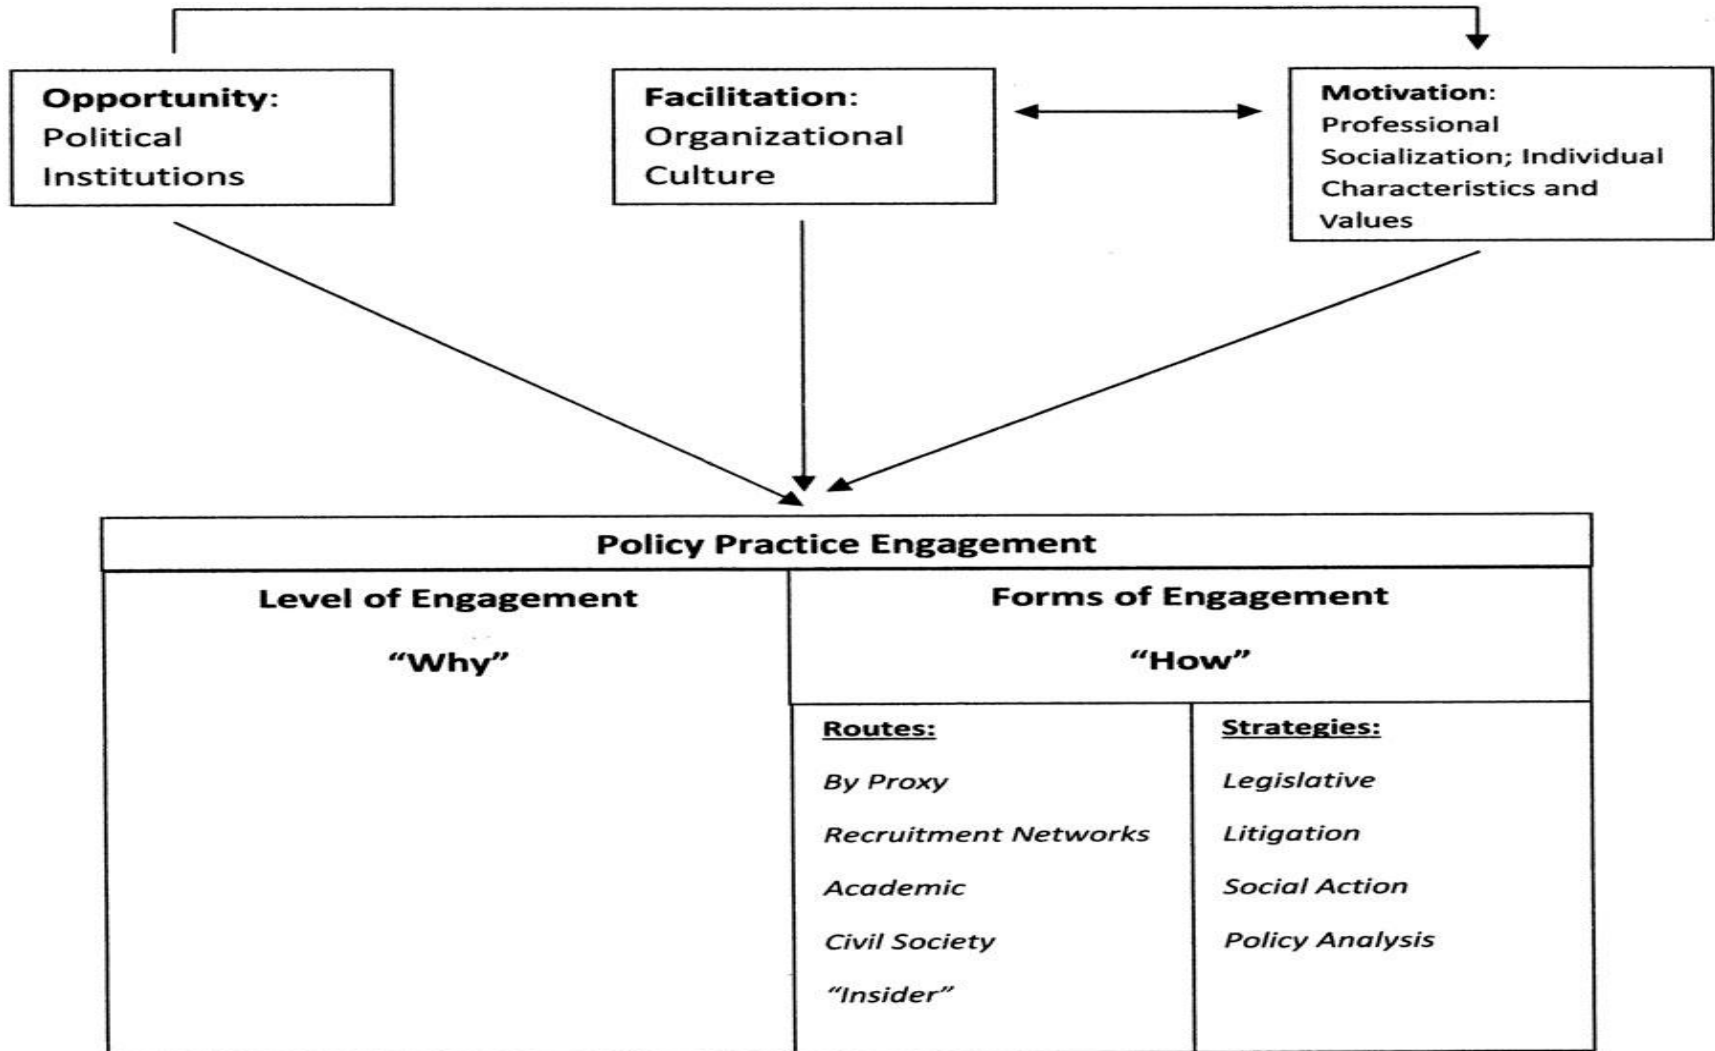 Opportunity:
Political
Institutions
Facilitation:
Organizational
Culture
Motivation:
Professional
Socialization; Individual
Characteristics and
Values
Policy Practice Engagement
Level of Engagement
“Why”
Forms of Engagement
“How”
Routes:
By Proxy
Recruitment Networks
Academic
Civil Society
“Insider”
Strategies:
Legislative
Litigation
Social Action
Policy Analysis